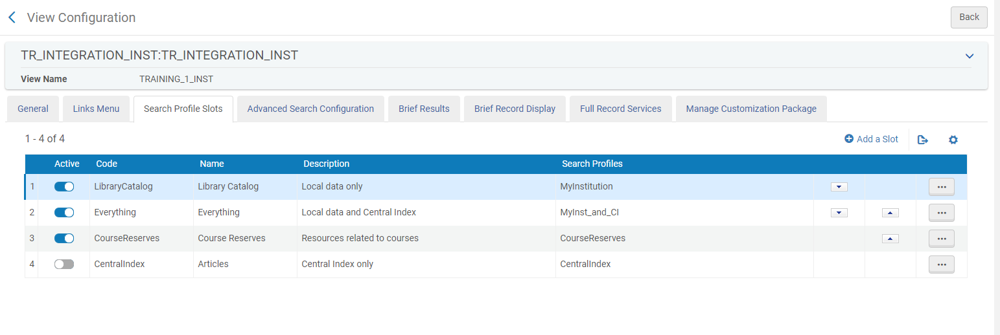 View Configuration Back
TR_INTEGRATION_INST:TR_INTEGRATION_INST
View Name TRAINING_1_INST
General Links Menu Search Profile Slots Advanced Search Configuration Brief Results Brief Record Display Full Record Services Manage Customization Package
1 - 4 of 4 Add a Slot
Active Code Name Description Search Profiles
1 LibraryCatalog Library Catalog Local data only MyInstitution ...
2 Everything Everything Local data and Central Index MyInst_and_CI ...
3 CourseReserves Course Reserves Resources related to courses CourseReserves ...
4 CentralIndex Articles Central Index only CentralIndex ...